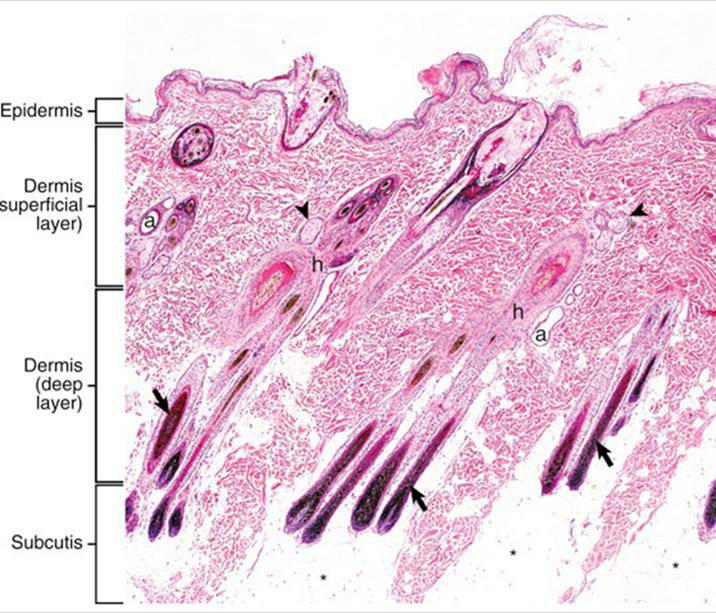 Epidermis
Dermis
superficial
layer)
a
h
h
a
Dermis
(deep
layer)
Subcutis
*
*
*